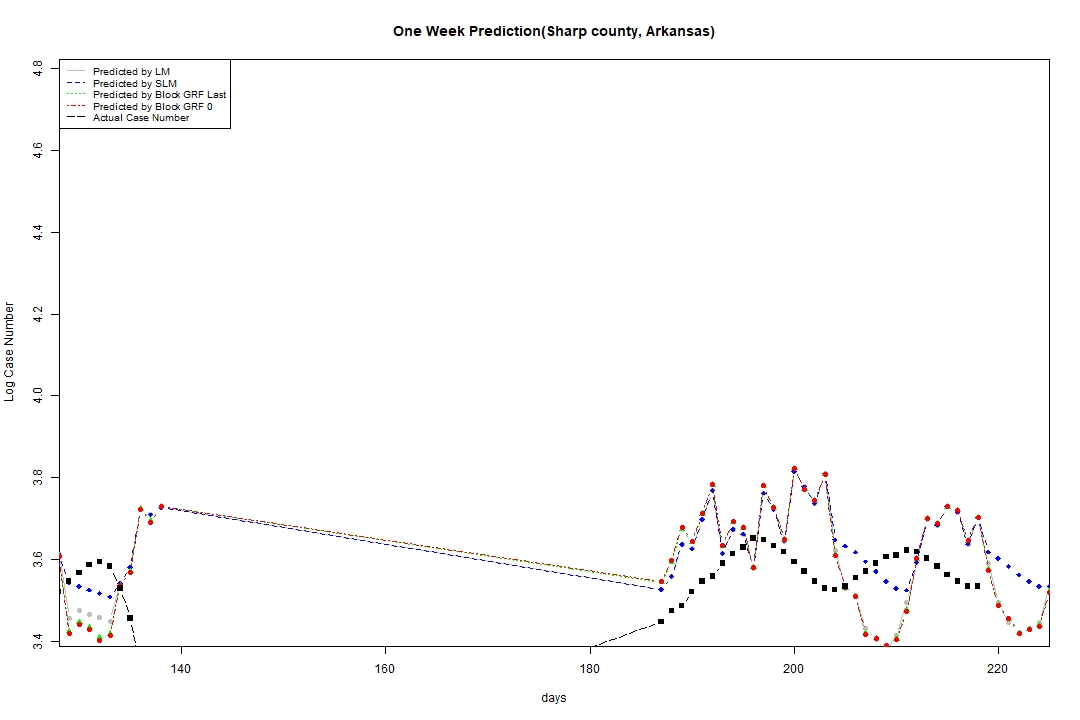 One Week Prediction(Sharp county, Arkansas)
Predicted by LM
Predicted by SLM
Predicted by Block GRF Last
Predicted by Block GRF 0
Actual Case Number
Log Case Number
4.8
4.6
4.4
4.2
4.0
3.8
3.6
3.4
140
160
180
200
220
days